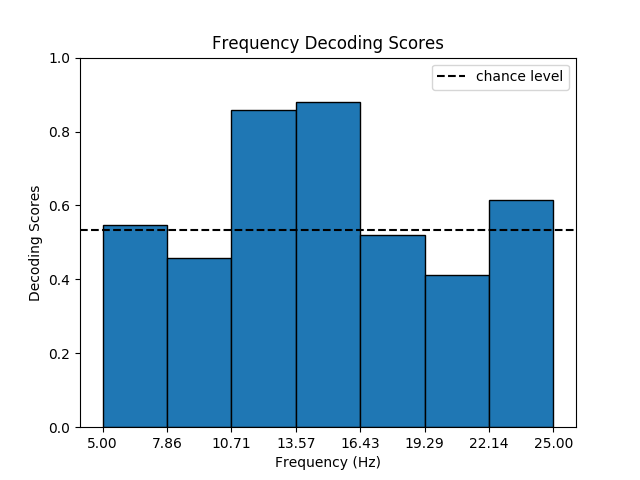 Frequency Decoding Scores
chance level
Decoding Scores
1.0
0.8
0.6
0.4
0.2
0.0
5.00 7.86 10.71 13.57 16.43 19.29 22.14 25.00
Frequency (Hz)